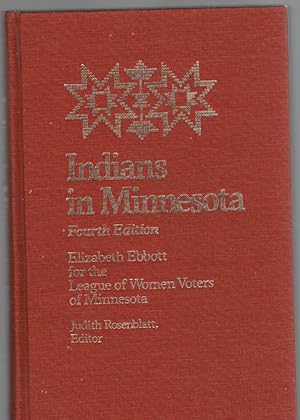 Indians
in Minnesota
Fourth Edition
Elizabeth Ebbott
for the
League of Women Voters
of Minnesota
Judith Rosenblatt,
Editor